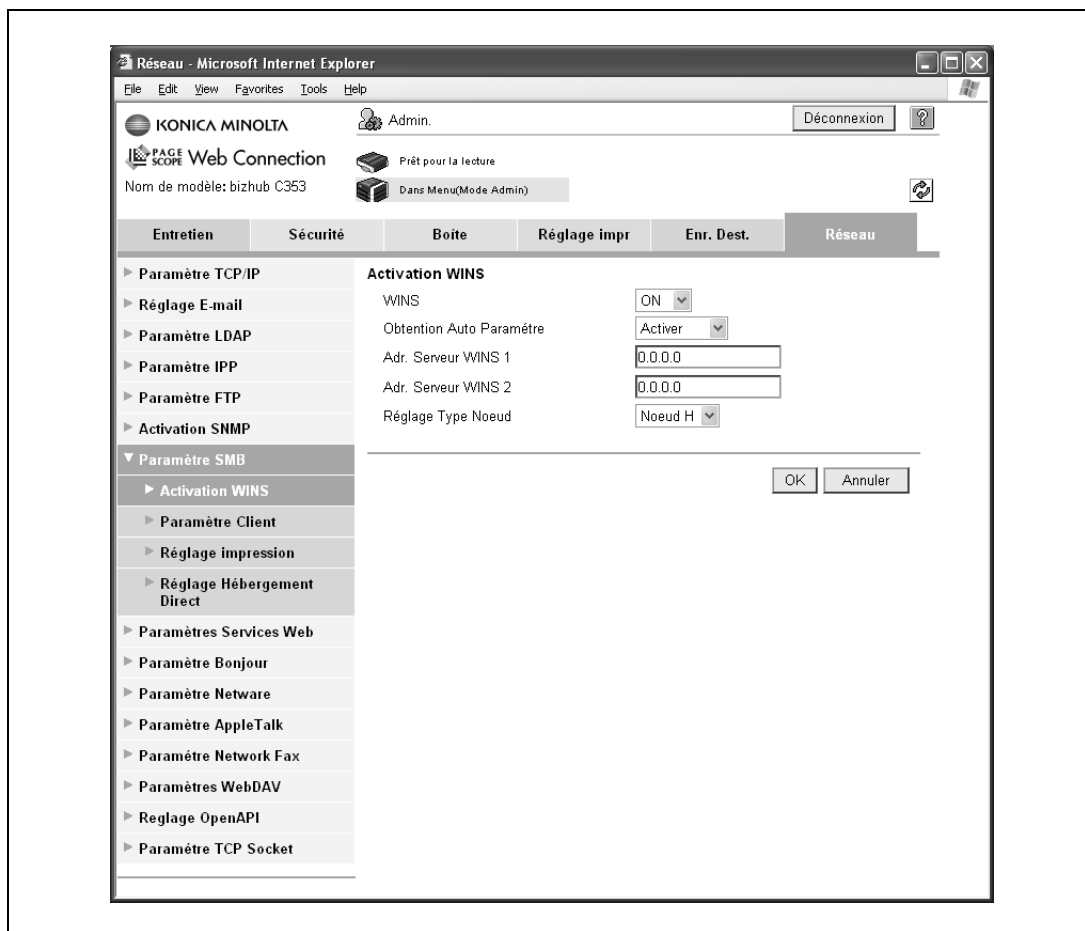 Réseau - Microsoft Internet Explorer
File Edit View Favorites Tools Help
KONICA MINOLTA
Admin.
Déconnexion
?
PAGE SCOPE Web Connection
Prêt pour la lecture
Nom de modèle: bizhub C353
Dans Menu(Mode Admin)
Entretien Sécurité Boîte Réglage impr Enr. Dest. Réseau
Paramètre TCP/IP
Réglage E-mail
Paramètre LDAP
Paramètre IPP
Paramètre FTP
Activation SNMP
Paramètre SMB
Activation WINS
Paramètre Client
Réglage impression
Réglage Hébergement
Direct
Paramètres Services Web
Paramètre Bonjour
Paramètre Netware
Paramètre AppleTalk
Paramétre Network Fax
Paramètres WebDAV
Reglage OpenAPI
Paramétre TCP Socket
Activation WINS
WINS ON
Obtention Auto Paramétre Activer
Adr. Serveur WINS 1 0.0.0.0
Adr. Serveur WINS 2 0.0.0.0
Réglage Type Noeud Noeud H
OK Annuler